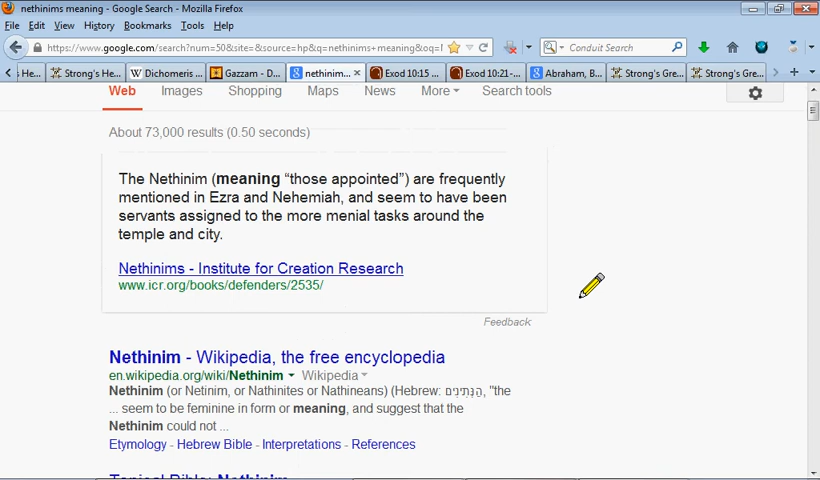 nethinims meaning - Google Search - Mozilla Firefox
File Edit View History Bookmarks Tools Help
https://www.google.com/search?num=50&site=&source=hp&q=nethinims+meaning&oq=
Conduit Search
s He...
Strong's He...
Dichomeris ...
Gazzam - D...
nethinim...
Exod 10:15 ...
Exod 10:21-...
Abraham, B...
Strong's Gre...
Strong's Gre...
Web Images Shopping Maps News More Search tools
About 73,000 results (0.50 seconds)
The Nethinim (meaning “those appointed”) are frequently
mentioned in Ezra and Nehemiah, and seem to have been
servants assigned to the more menial tasks around the
temple and city.
Nethinims - Institute for Creation Research
www.icr.org/books/defenders/2535/
Feedback
Nethinim - Wikipedia, the free encyclopedia
en.wikipedia.org/wiki/Nethinim Wikipedia
Nethinim (or Netinim, or Nathinites or Nathineans) (Hebrew: הַנְּתִינִים, "the
... seem to be feminine in form or meaning, and suggest that the
Nethinim could not ...
Etymology - Hebrew Bible - Interpretations - References
Topical Bible: Nethinim